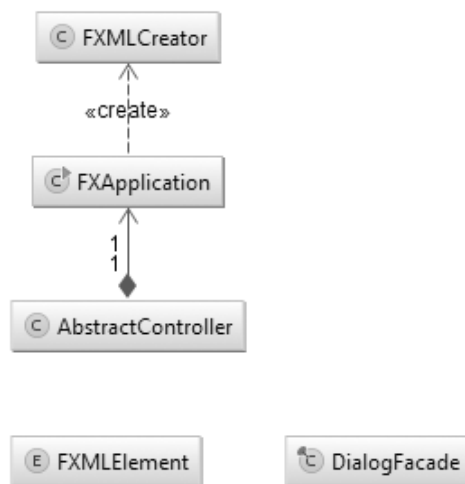 C FXMLCreator
«create»
C FXApplication
1
1
C AbstractController
E FXMLElement
C DialogFacade